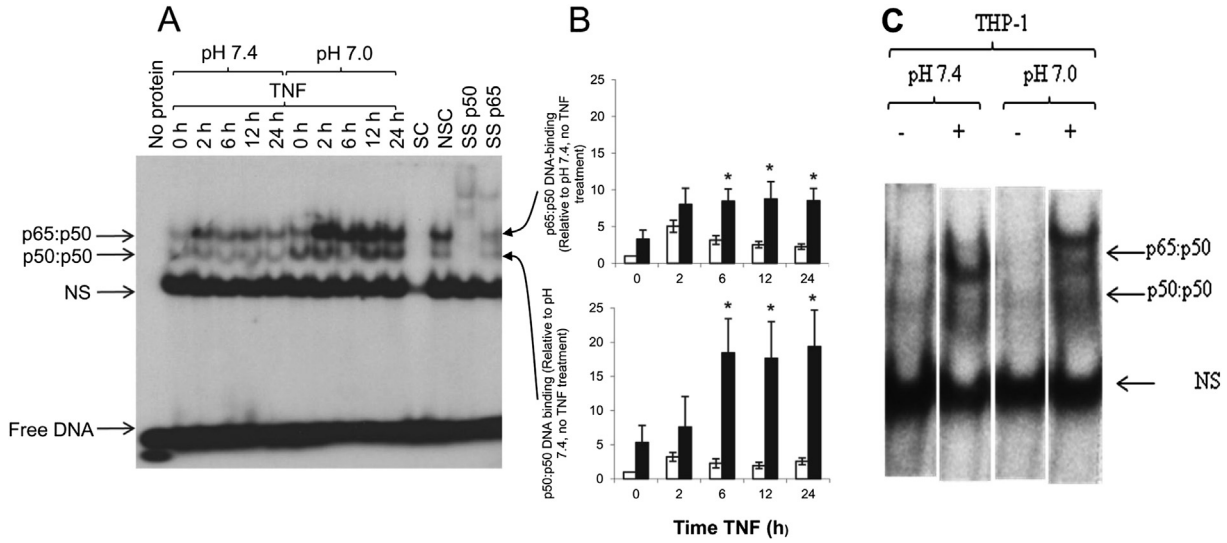 A
pH 7.4 pH 7.0
TNF
No protein
0 h
2 h
6 h
12 h
24 h
0 h
2 h
6 h
12 h
24 h
SC
NSC
SS p50
SS p65
p65:p50
p50:p50
NS
Free DNA
B
p65:p50 DNA-binding
(Relative to pH 7.4, no TNF
treatment)
25
20
15
10
5
0
* * *
0 2 6 12 24
p50:p50 DNA binding (Relative to pH
7.4, no TNF treatment)
25
20
15
10
5
0
* * *
0 2 6 12 24
Time TNF (h)
C
THP-1
pH 7.4 pH 7.0
- + - +
p65:p50
p50:p50
NS